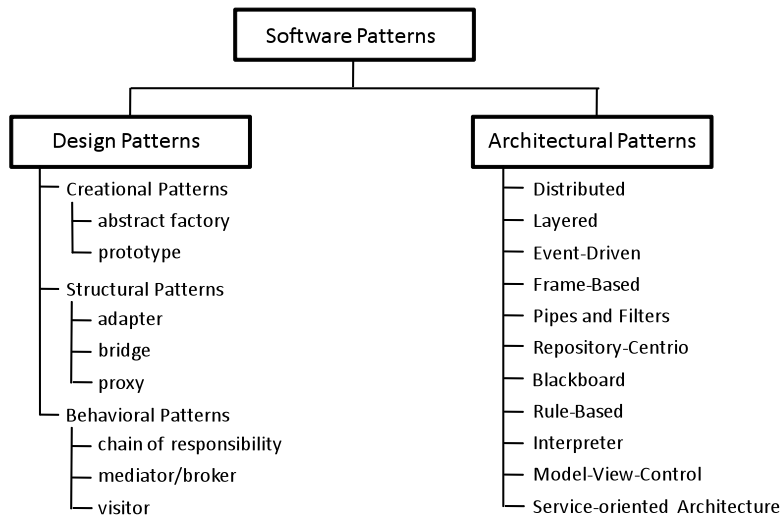 Software Patterns
Design Patterns
Creational Patterns
abstract factory
prototype
Structural Patterns
adapter
bridge
proxy
Behavioral Patterns
chain of responsibility
mediator/broker
visitor
Architectural Patterns
Distributed
Layered
Event-Driven
Frame-Based
Pipes and Filters
Repository-Centrio
Blackboard
Rule-Based
Interpreter
Model-View-Control
Service-oriented Architecture